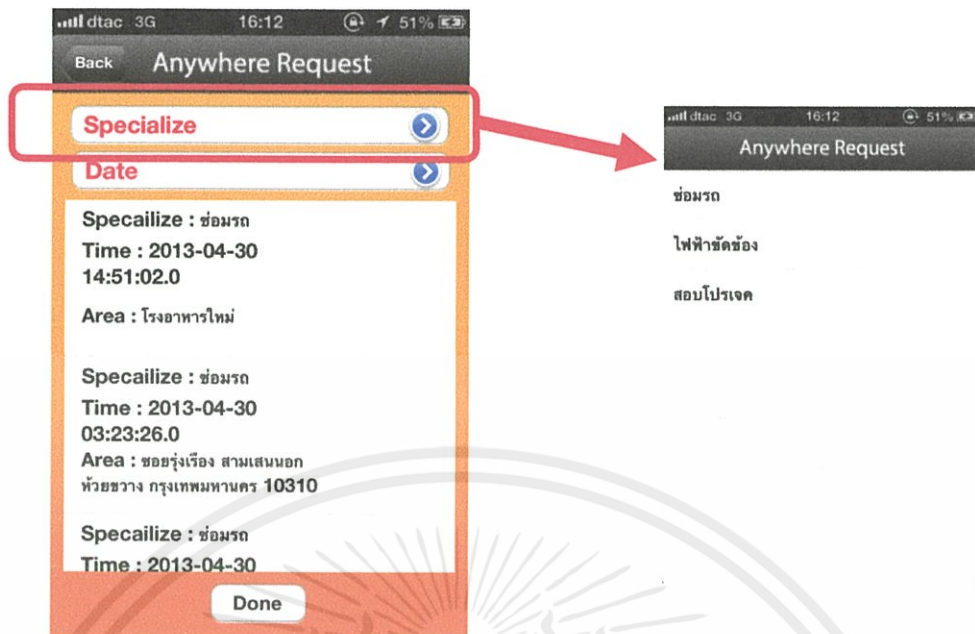 dtac 3G 16:12 51%
Back Anywhere Request
Specialize
Date
Specailize : ซ่อมรถ
Time : 2013-04-30
14:51:02.0
Area : โรงอาหารใหม่
Specailize : ซ่อมรถ
Time : 2013-04-30
03:23:26.0
Area : ซอยรุ่งเรือง สามเสนนอก
ห้วยขวาง กรุงเทพมหานคร 10310
Specailize : ซ่อมรถ
Time : 2013-04-30
Done
dtac 3G 16:12 51%
Anywhere Request
ซ่อมรถ
ไฟฟ้าขัดข้อง
สอบโปรเจค